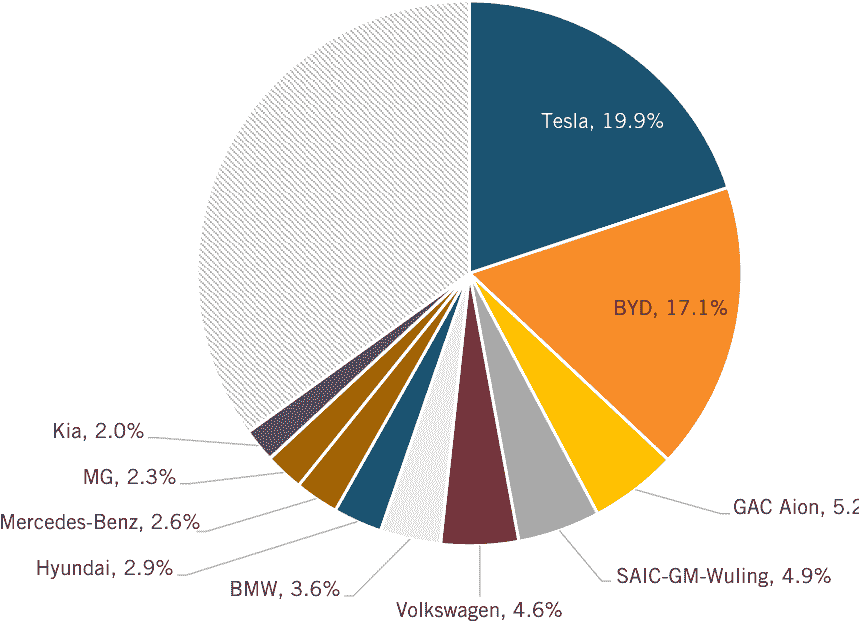 Tesla, 19.9%
BYD, 17.1%
GAC Aion, 5.2
SAIC-GM-Wuling, 4.9%
Volkswagen, 4.6%
BMW, 3.6%
Hyundai, 2.9%
Mercedes-Benz, 2.6%
MG, 2.3%
Kia, 2.0%